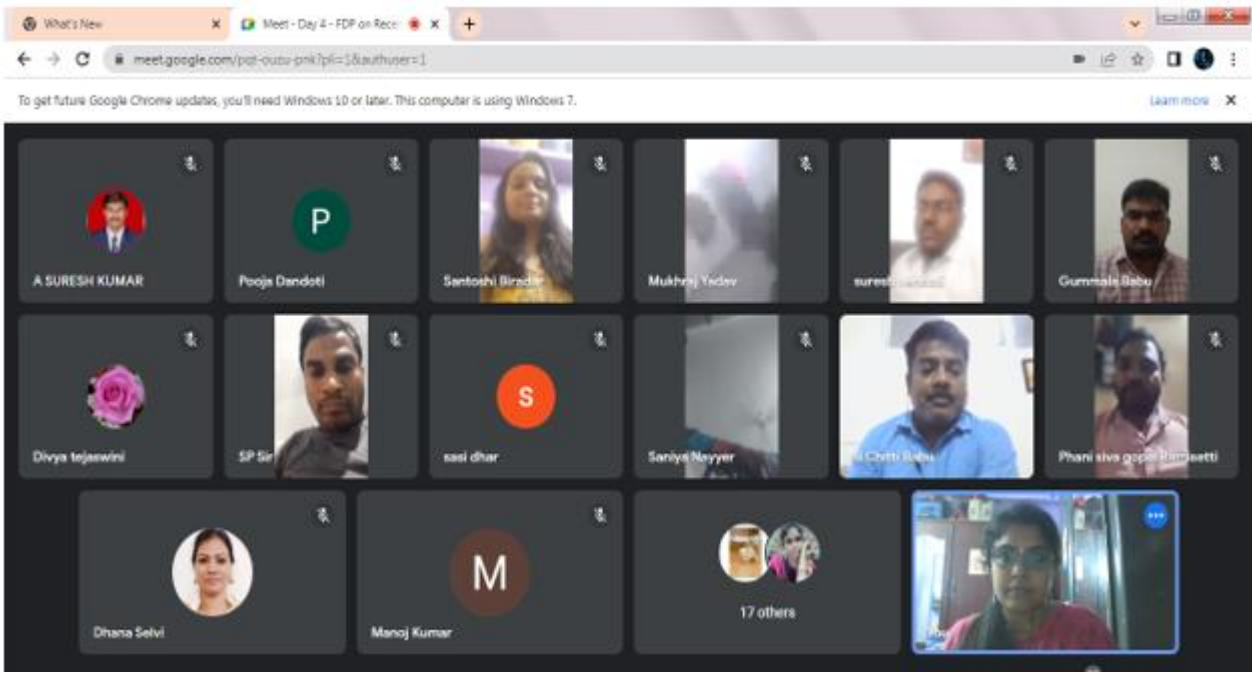 What's New
Meet - Day 4 - FDP on Rece
meet.google.com/pqt-ouzu-pnk?pli=1&authuser=1
To get future Google Chrome updates, you'll need Windows 10 or later. This computer is using Windows 7.
Learn more
P
A SURESH KUMAR
Pooja Dandoti
Santoshi Biradar
Mukhraj Yadav
suresh
Gummala Babu
S
Divya tejaswini
SP Sir
sasi dhar
Saniya Nayyer
Chitti Babu
Phani siva gopal
M
17 others
Dhana Selvi
Manoj Kumar